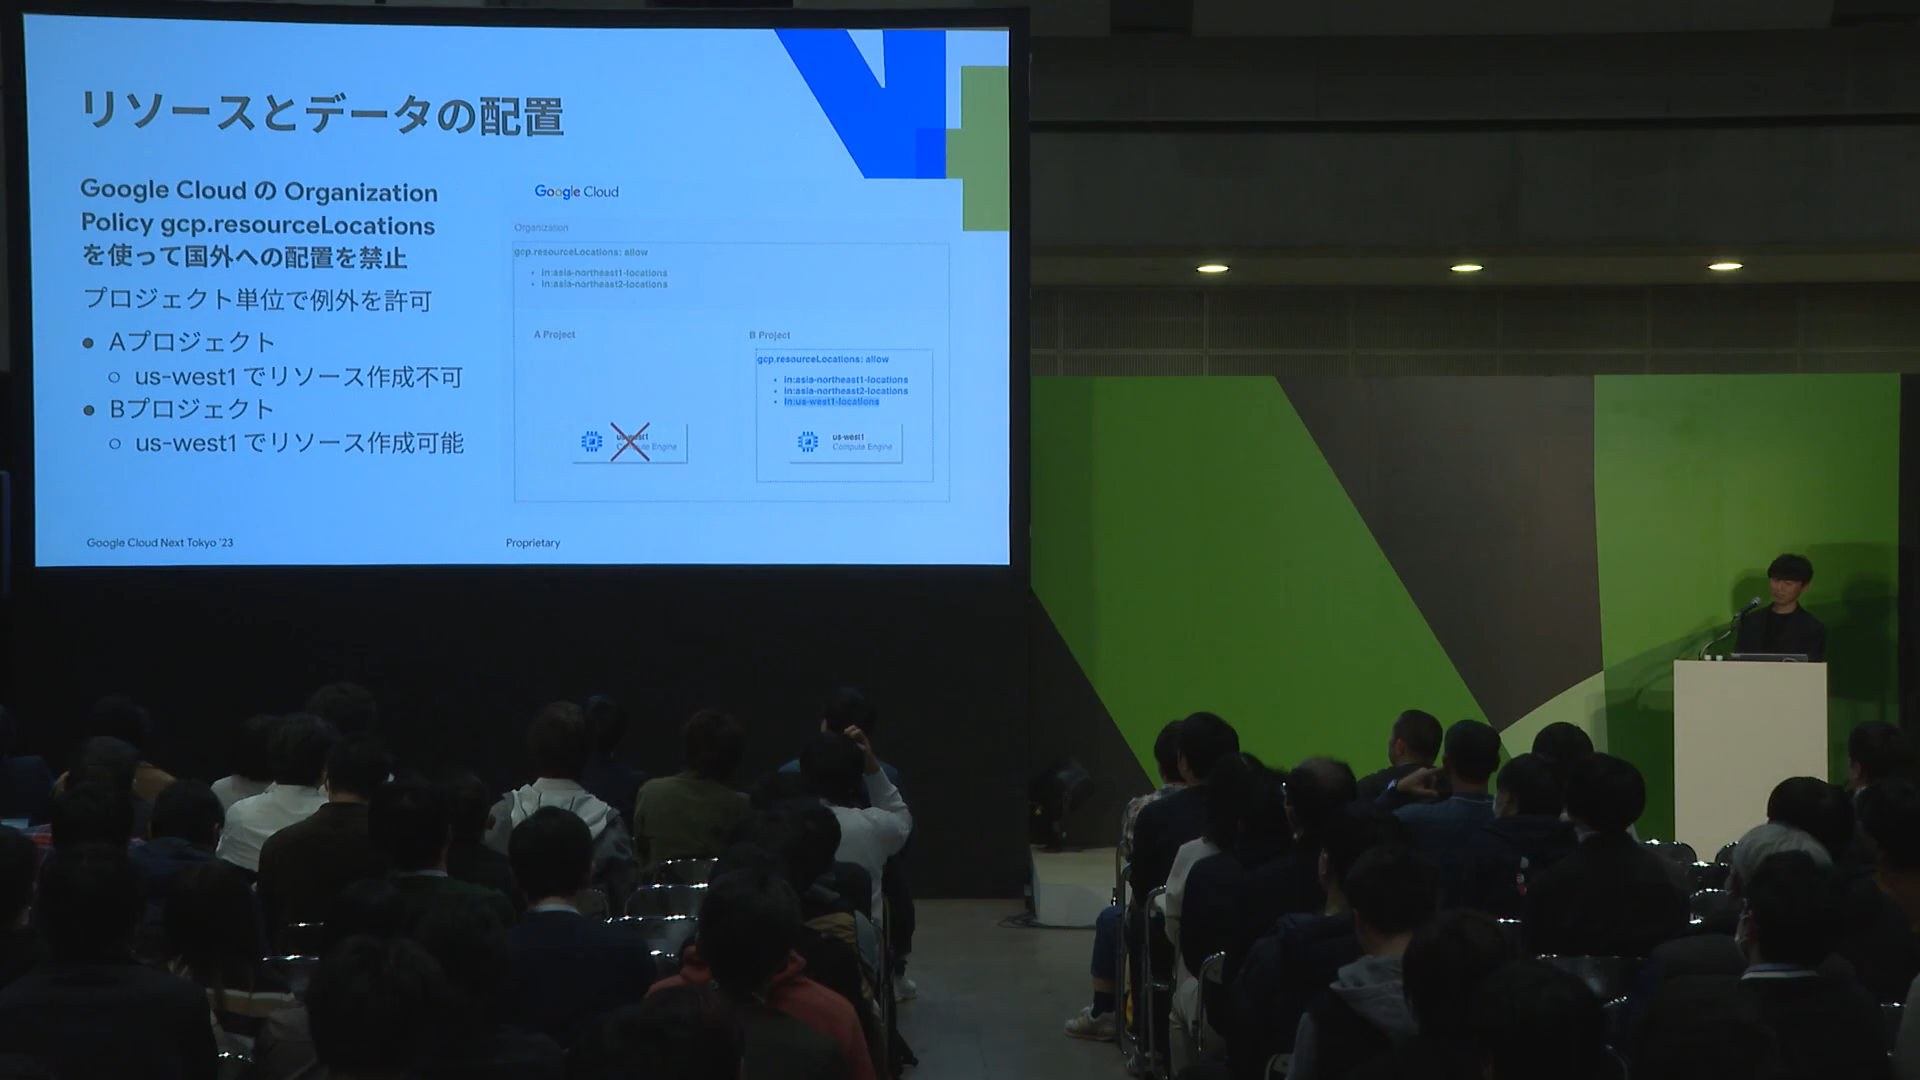 リソースとデータの配置
Google Cloud の Organization
Policy gcp.resourceLocations
を使って国外への配置を禁止
プロジェクト単位で例外を許可
● Aプロジェクト
○ us-west1 でリソース作成不可
● Bプロジェクト
○ us-west1 でリソース作成可能
Google Cloud
Organization
gcp.resourceLocations: allow
• in:asia-northeast1-locations
• in:asia-northeast2-locations
A Project
us-west1
Compute Engine
B Project
gcp.resourceLocations: allow
• in:asia-northeast1-locations
• in:asia-northeast2-locations
• in:us-west1-locations
us-west1
Compute Engine
Google Cloud Next Tokyo '23
Proprietary